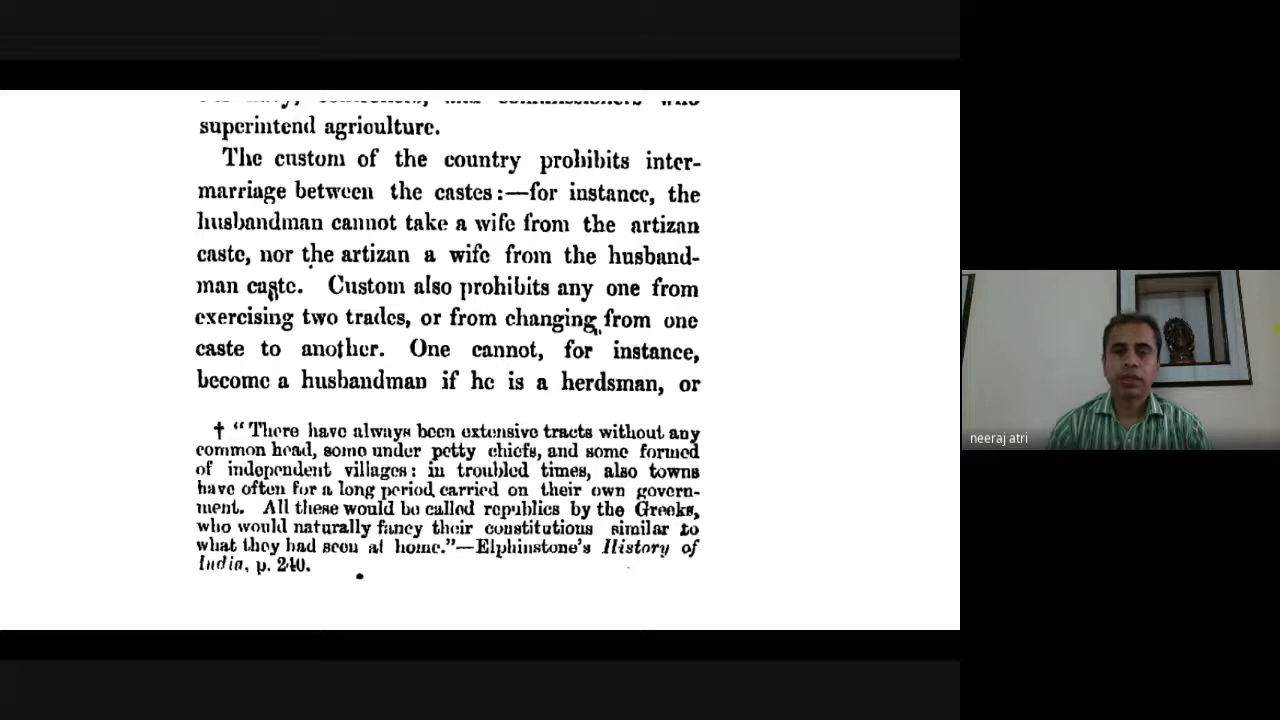 superintend agriculture.
The custom of the country prohibits inter-
marriage between the castes:—for instance, the
husbandman cannot take a wife from the artizan
caste, nor the artizan a wife from the husband-
man caste. Custom also prohibits any one from
exercising two trades, or from changing from one
caste to another. One cannot, for instance,
become a husbandman if he is a herdsman, or
† “There have always been extensive tracts without any
common head, some under petty chiefs, and some formed
of independent villages: in troubled times, also towns
have often for a long period carried on their own govern-
ment. All these would be called republics by the Greeks,
who would naturally fancy their constitutions similar to
what they had seen at home.”—Elphinstone's History of
India, p. 240.
neeraj atri